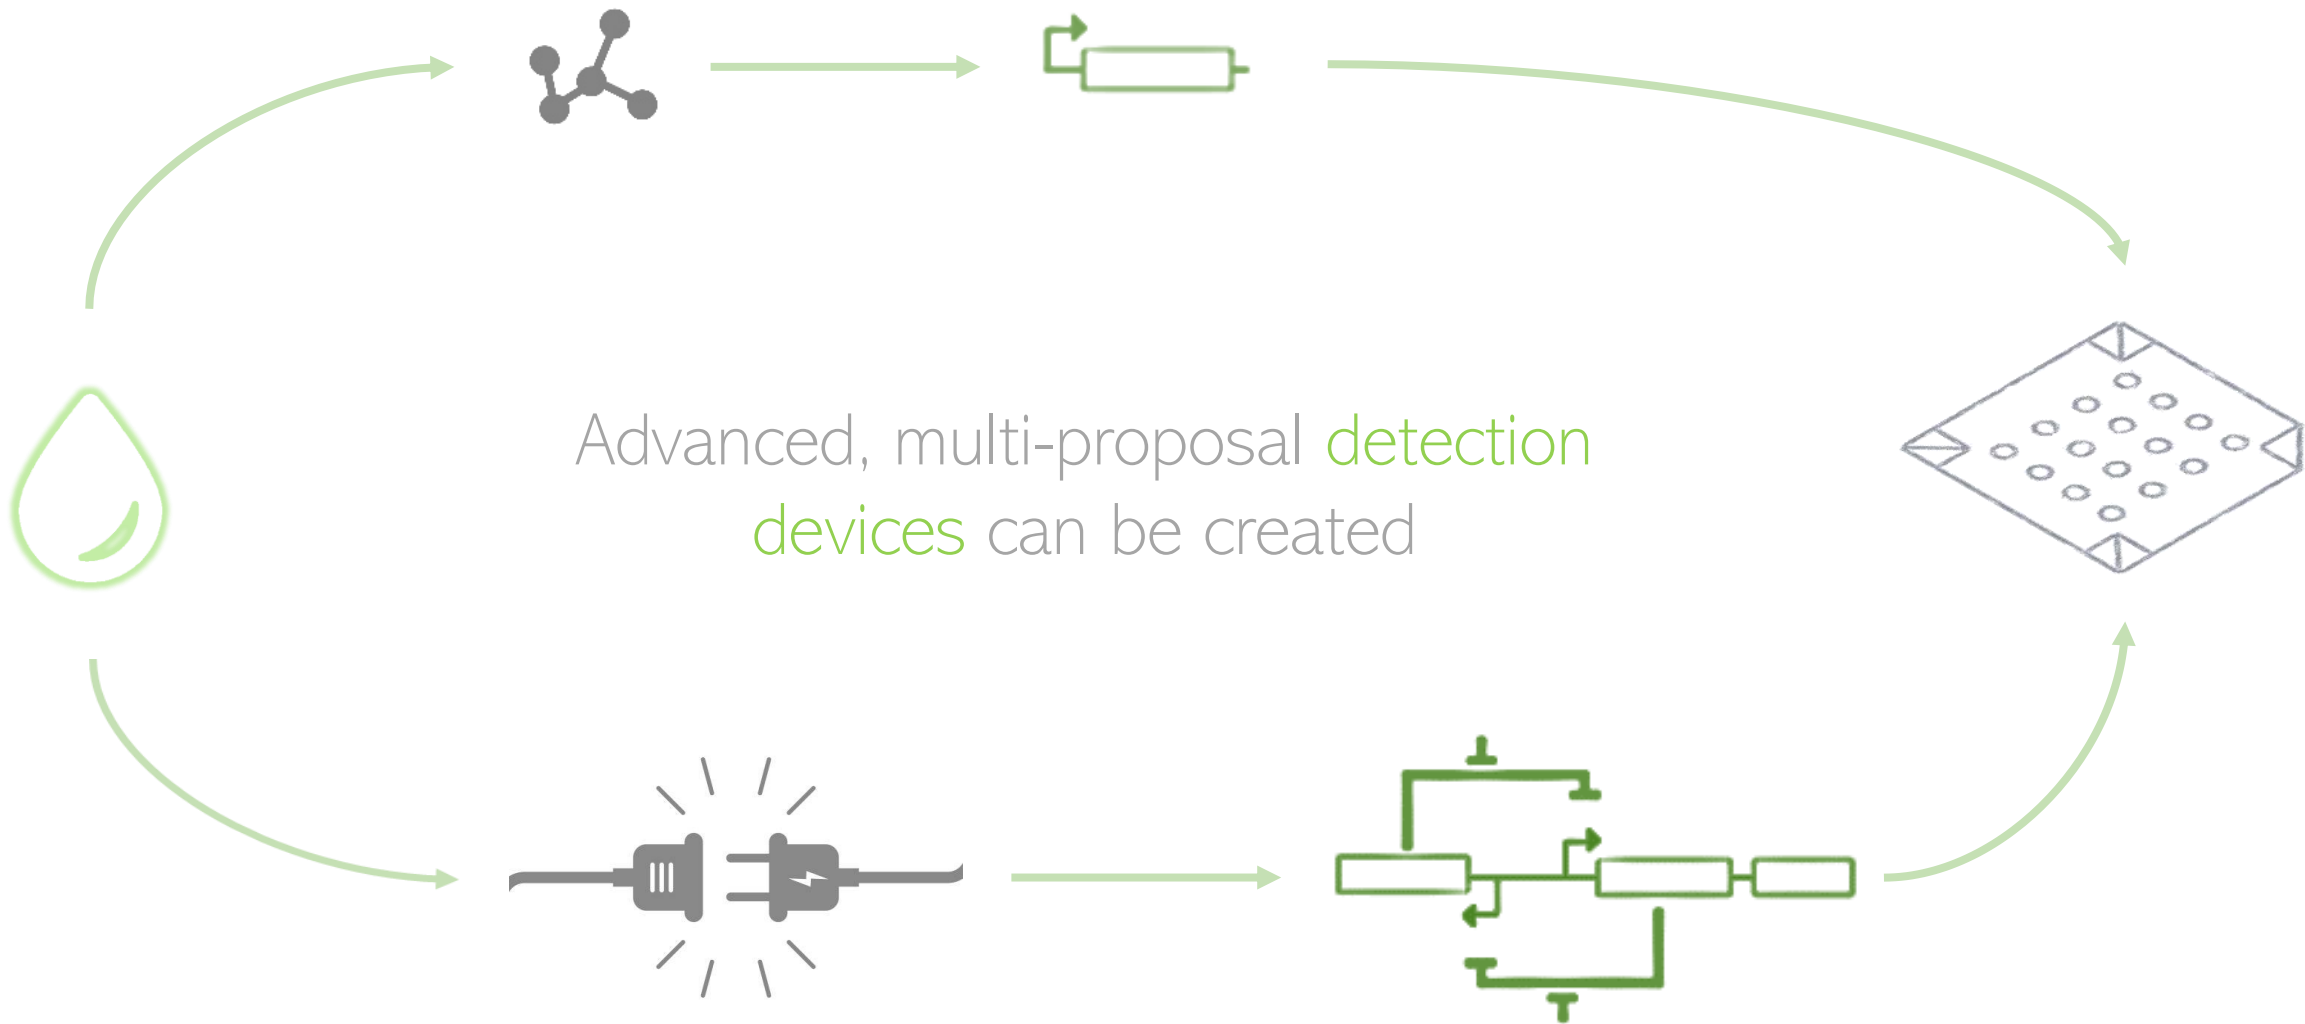 Advanced, multi-proposal detection
devices can be created